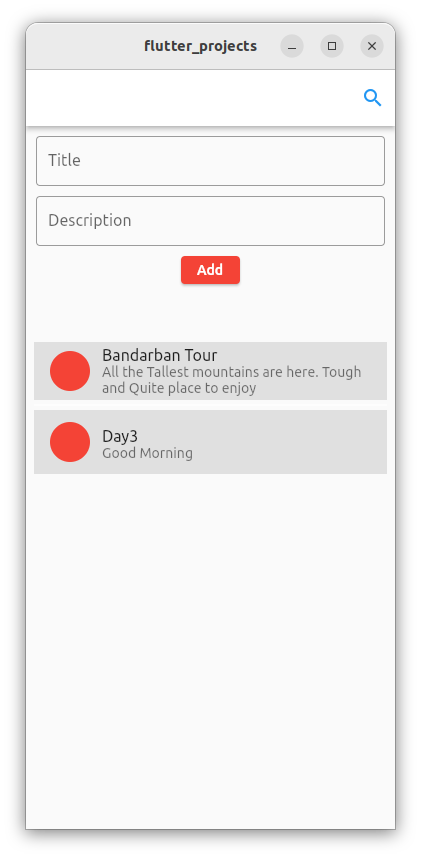 flutter_projects
Title
Description
Add
Bandarban Tour
All the Tallest mountains are here. Tough
and Quite place to enjoy
Day3
Good Morning